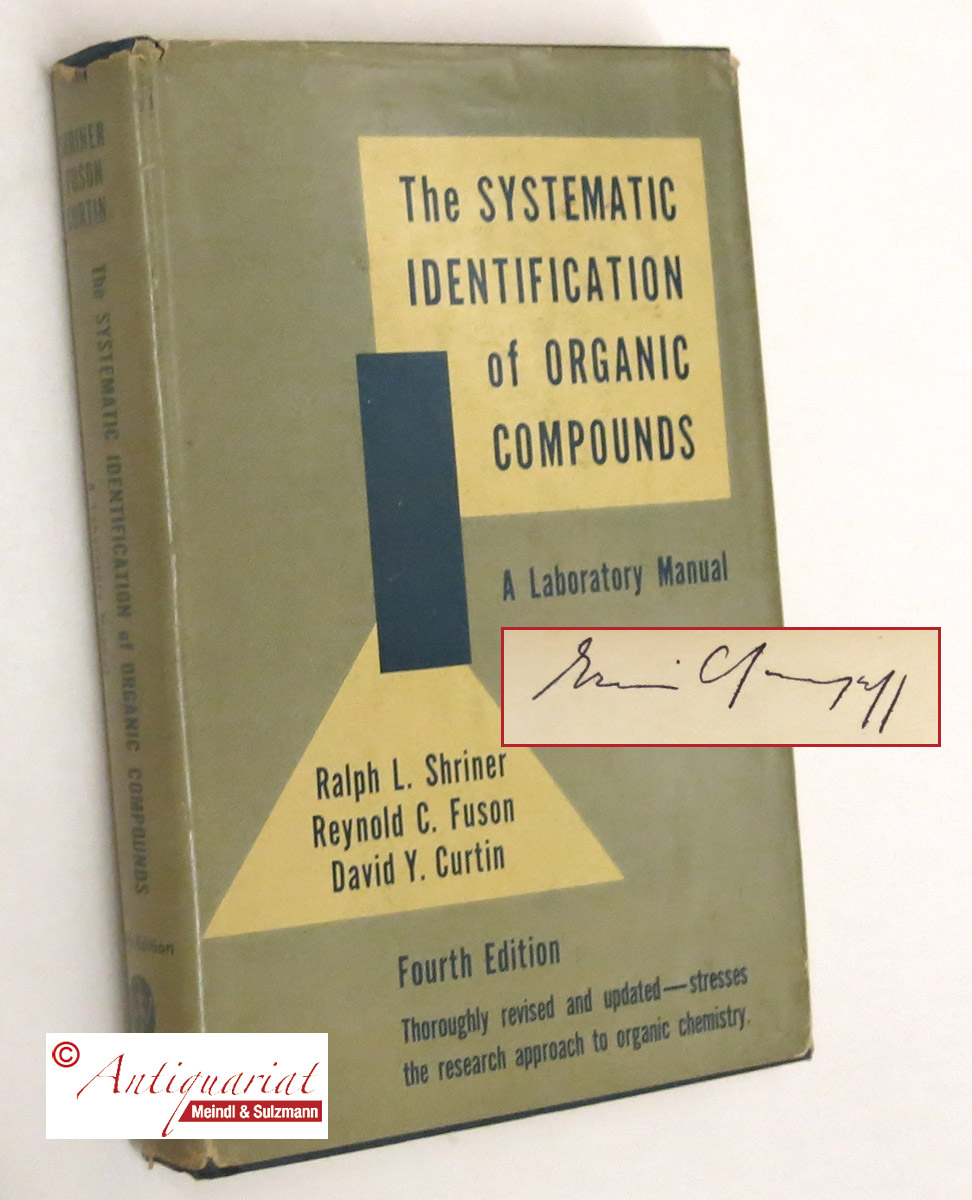 SHRINER
FUSON
CURTIN
The SYSTEMATIC IDENTIFICATION of ORGANIC COMPOUNDS
Edition
The SYSTEMATIC
IDENTIFICATION
of ORGANIC
COMPOUNDS
A Laboratory Manual
Ralph L. Shriner
Reynold C. Fuson
David Y. Curtin
Fourth Edition
Thoroughly revised and updated—stresses
the research approach to organic chemistry.
© Antiquariat
Meindl & Sulzmann